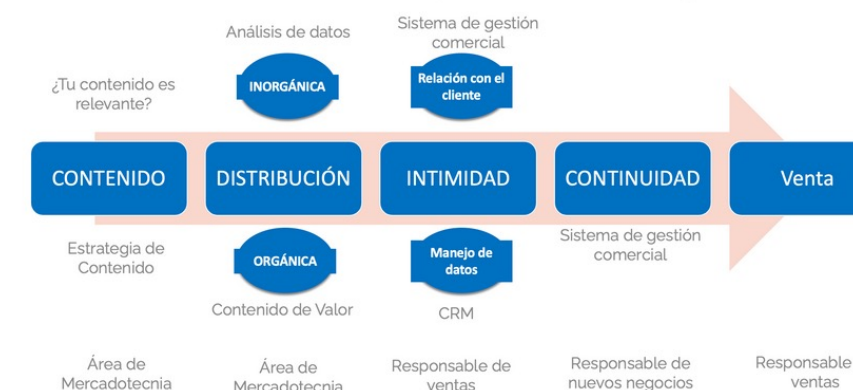 Análisis de datos
Sistema de gestión
comercial
¿Tu contenido es
relevante?
INORGÁNICA
Relación con el
cliente
CONTENIDO
DISTRIBUCIÓN
INTIMIDAD
CONTINUIDAD
Venta
Estrategia de
Contenido
ORGÁNICA
Manejo de
datos
Sistema de gestión
comercial
Contenido de Valor
CRM
Área de
Mercadotecnia
Área de
Mercadotecnia
Responsable de
ventas
Responsable de
nuevos negocios
Responsable
ventas